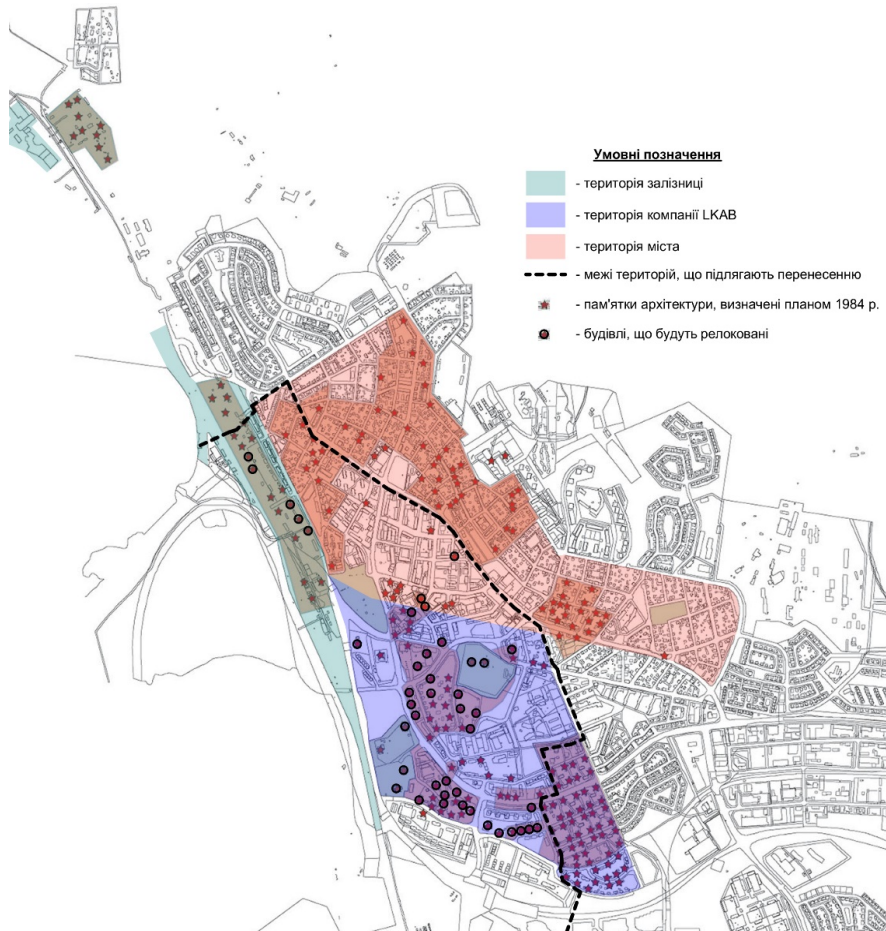 Умовні позначення
- територія залізниці
- територія компанії LKAB
- територія міста
- межі територій, що підлягають перенесенню
- пам'ятки архітектури, визначені планом 1984 р.
- будівлі, що будуть релоковані